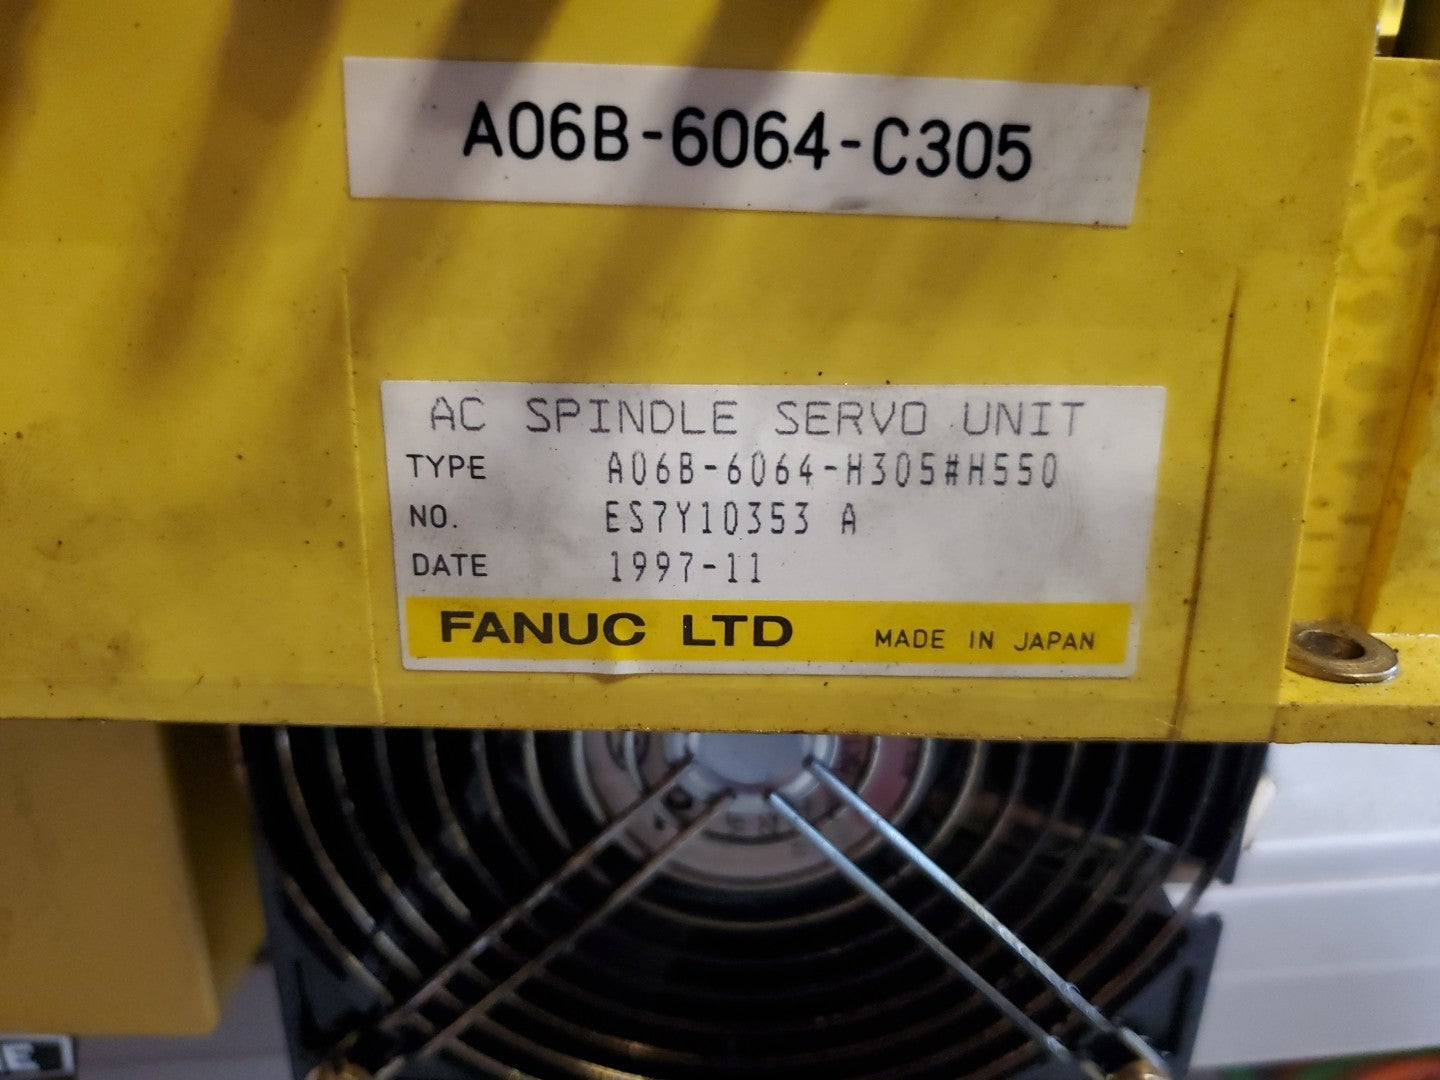 A06B-6064-C305
AC SPINDLE SERVO UNIT
TYPE A06B-6064-H305#H550
NO. ES7Y10353 A
DATE 1997-11
FANUC LTD MADE IN JAPAN